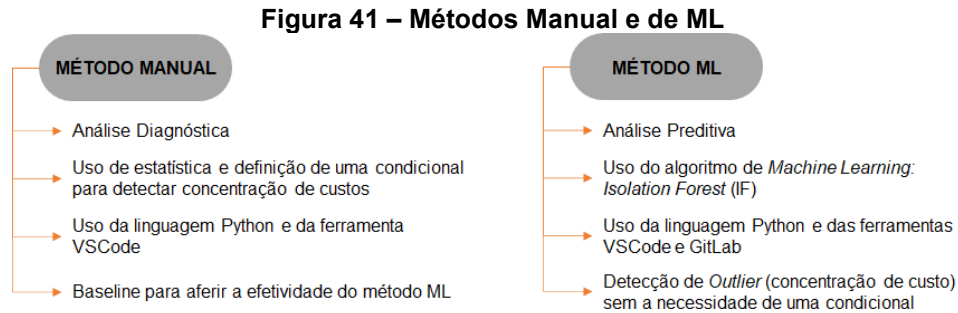 Figura 41 – Métodos Manual e de ML
MÉTODO MANUAL
Análise Diagnóstica
Uso de estatística e definição de uma condicional
para detectar concentração de custos
Uso da linguagem Python e da ferramenta
VSCode
Baseline para aferir a efetividade do método ML
MÉTODO ML
Análise Preditiva
Uso do algoritmo de Machine Learning:
Isolation Forest (IF)
Uso da linguagem Python e das ferramentas
VSCode e GitLab
Detecção de Outlier (concentração de custo)
sem a necessidade de uma condicional